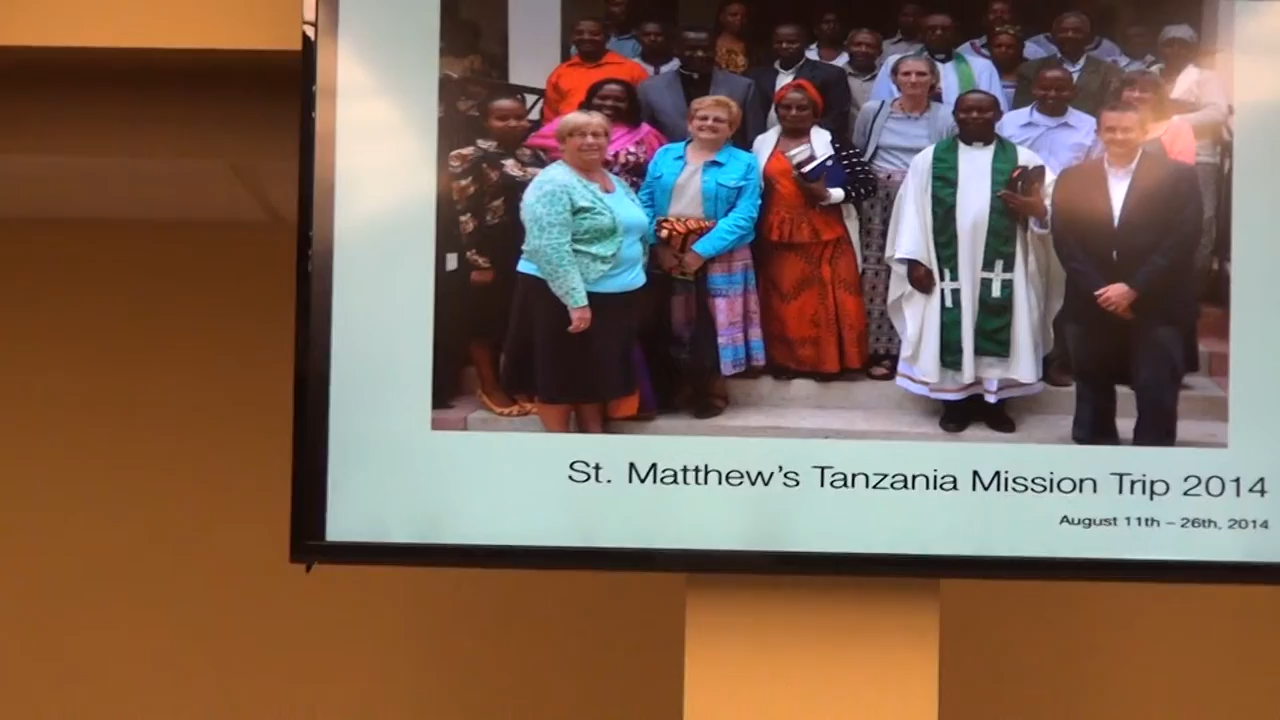 St. Matthew's Tanzania Mission Trip 2014
August 11th – 26th, 2014